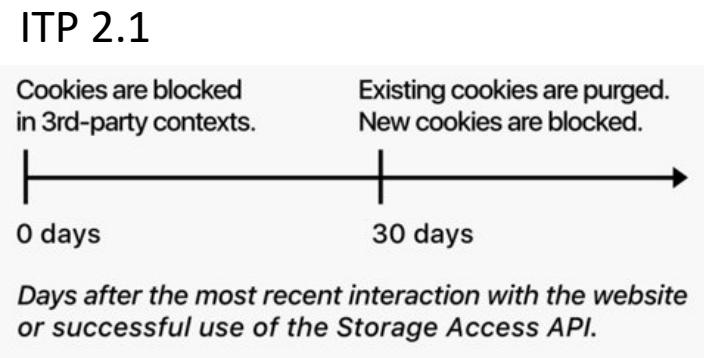 ITP 2.1
Cookies are blocked
in 3rd-party contexts.
Existing cookies are purged.
New cookies are blocked.
0 days
30 days
Days after the most recent interaction with the website
or successful use of the Storage Access API.